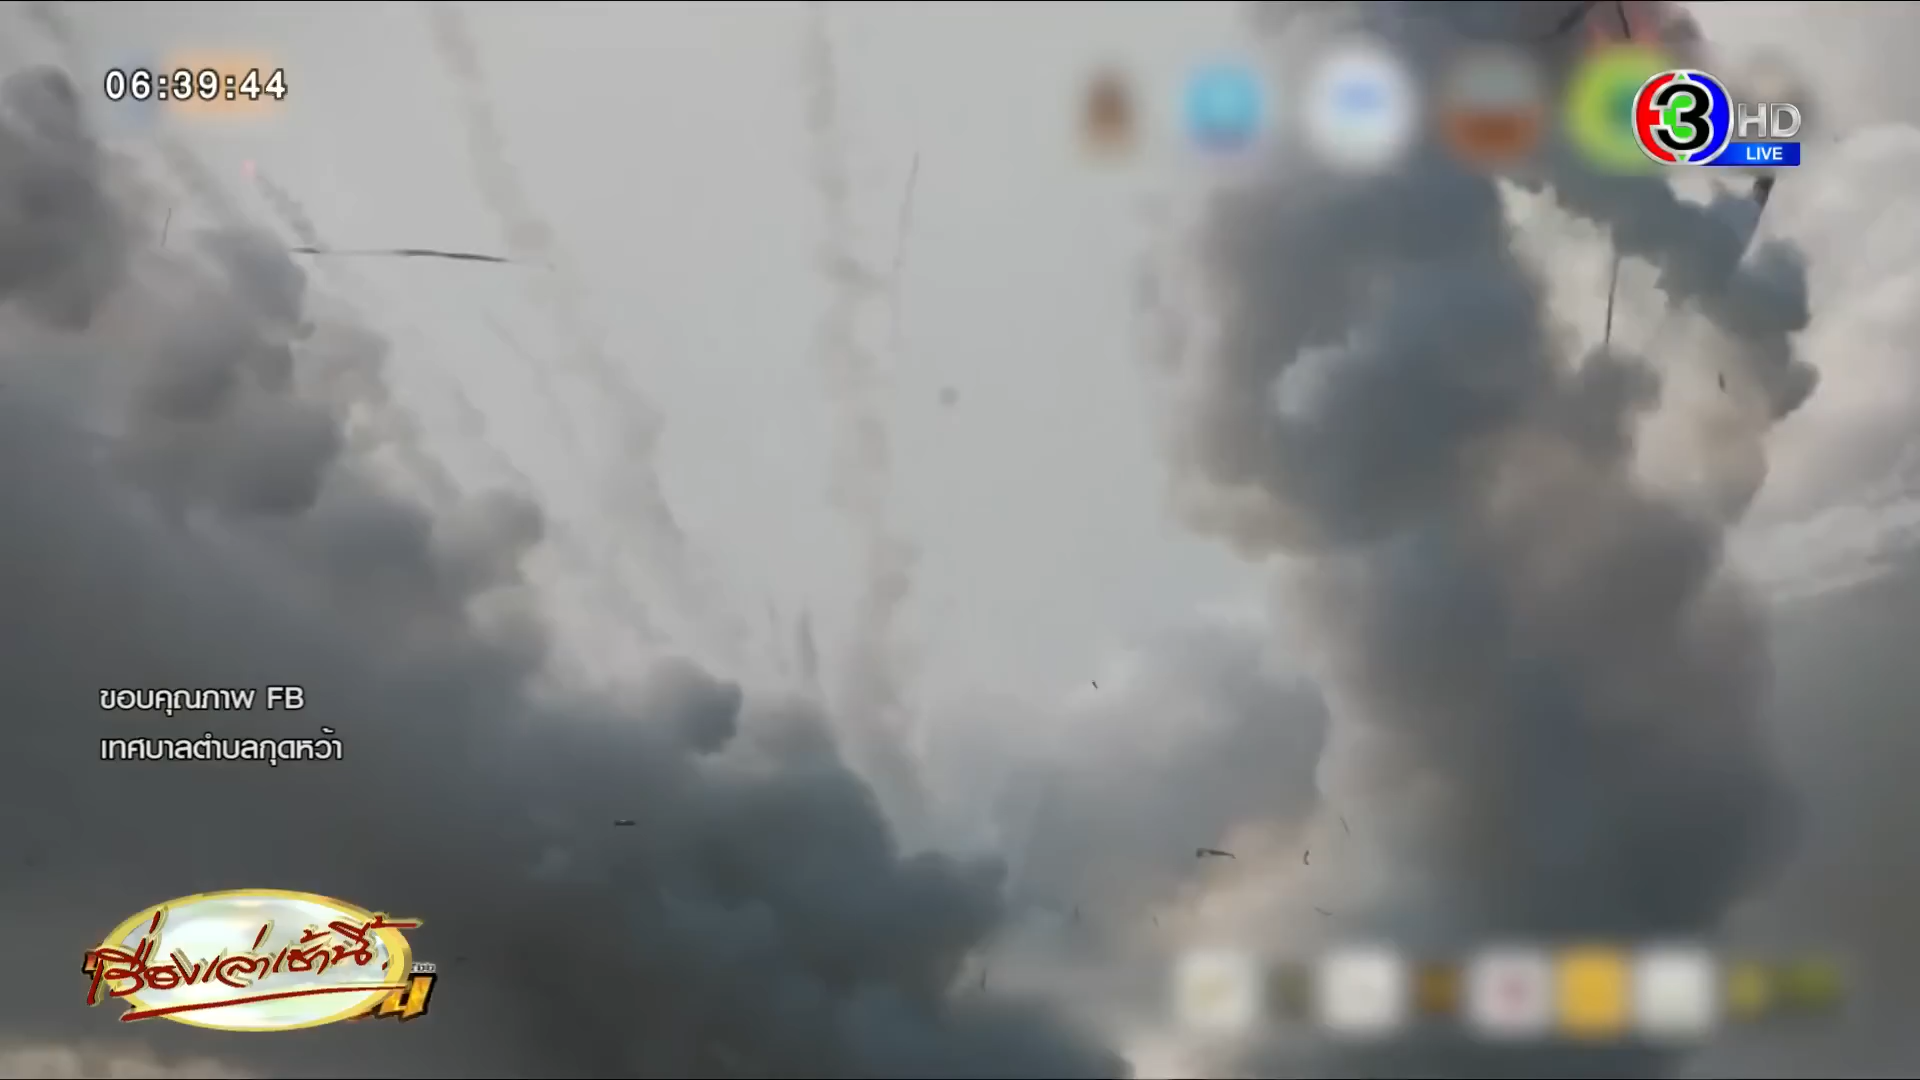 06:39:44
3 HD
LIVE
ขอบคุณภาพ FB
เทศบาลตำบลกุดหว้า
เรื่องเล่าเช้านี้